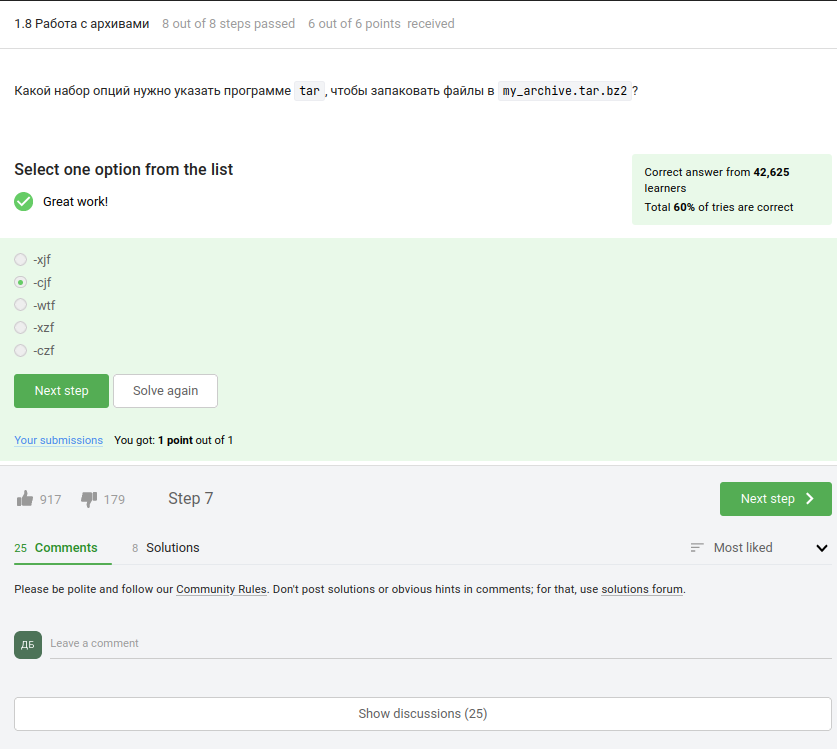 1.8 Работа с архивами 8 out of 8 steps passed 6 out of 6 points received
Какой набор опций нужно указать программе tar, чтобы запаковать файлы в my_archive.tar.bz2?
Select one option from the list
Great work!
Correct answer from 42,625
learners
Total 60% of tries are correct
-xjf
-cjf
-wtf
-xzf
-czf
Next step Solve again
Your submissions You got: 1 point out of 1
917 179 Step 7 Next step
25 Comments 8 Solutions Most liked
Please be polite and follow our Community Rules. Don't post solutions or obvious hints in comments; for that, use solutions forum.
ДБ Leave a comment
Show discussions (25)